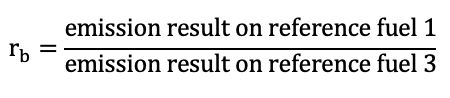 r_b = emission result on reference fuel 1
emission result on reference fuel 3